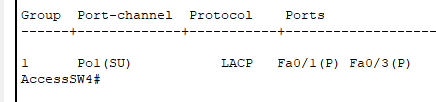 Group  Port-channel  Protocol    Ports
------+-------------+-----------+-------------------
1      Po1(SU)           LACP   Fa0/1(P) Fa0/3(P)
AccessSW4#